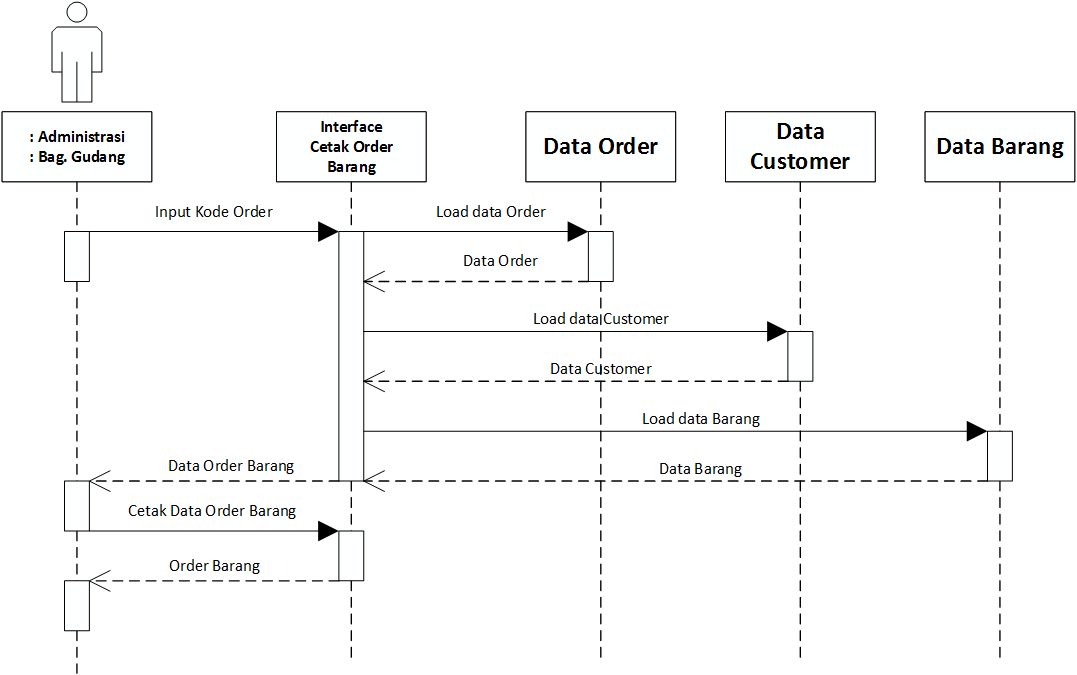 : Administrasi
: Bag. Gudang
Interface
Cetak Order
Barang
Data Order
Data
Customer
Data Barang
Input Kode Order
Load data Order
Data Order
Load data Customer
Data Customer
Load data Barang
Data Order Barang
Data Barang
Cetak Data Order Barang
Order Barang